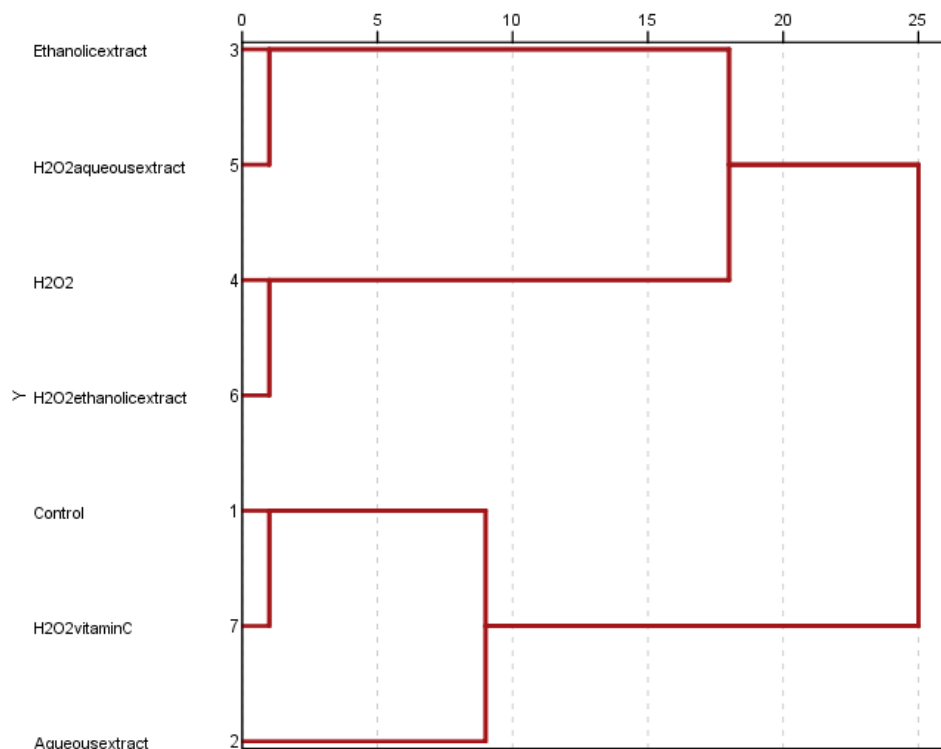 0 5 10 15 20 25
Ethanolicextract 3
H2O2aqueousextract 5
H2O2 4
Y
H2O2ethanolicextract 6
Control 1
H2O2vitaminC 7
Aqueousextract 2